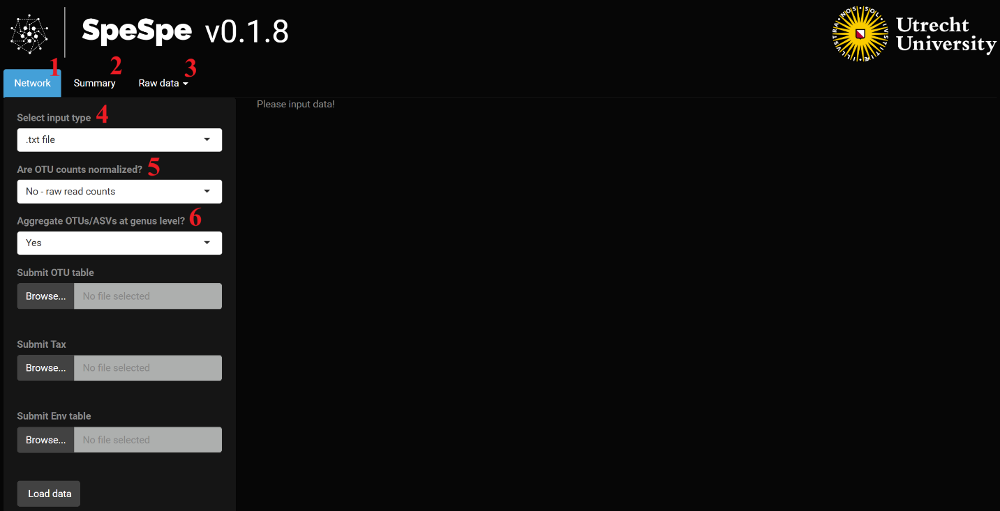 SpeSpe v0.1.8
NOS · SOL · IVSTITIÆ · ILLVSTRA
Utrecht
University
1
2
3
Network
Summary
Raw data
Please input data!
Select input type 4
.txt file
Are OTU counts normalized? 5
No - raw read counts
Aggregate OTUs/ASVs at genus level? 6
Yes
Submit OTU table
Browse...
No file selected
Submit Tax
Browse...
No file selected
Submit Env table
Browse...
No file selected
Load data